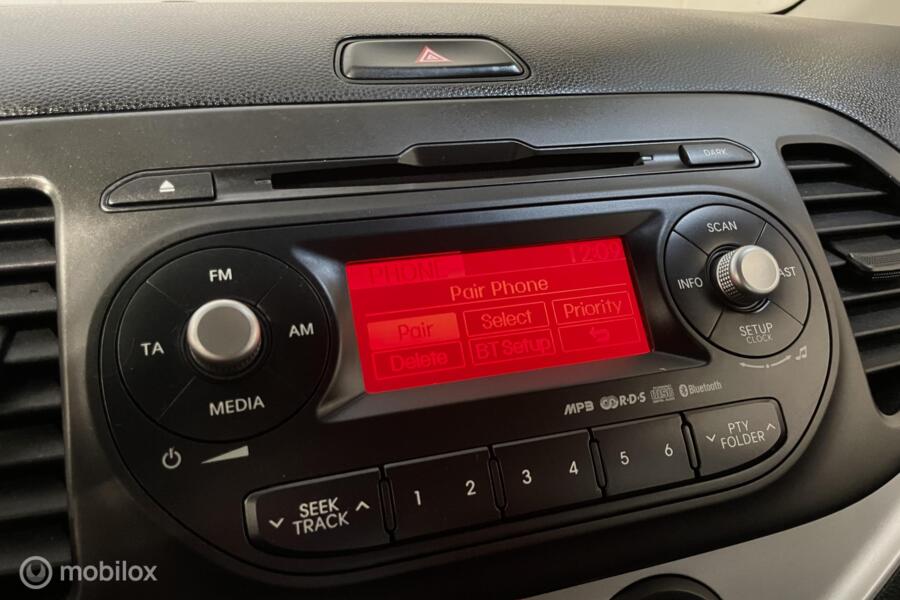 DARK
FM
TA
AM
MEDIA
PHONE 12:09
Pair Phone
Pair Select Priority
Delete BT Setup
SCAN
INFO
AST
SETUP
CLOCK
MP3 R·D·S Bluetooth
SEEK
TRACK
1 2 3 4 5 6
PTY
FOLDER
mobilox